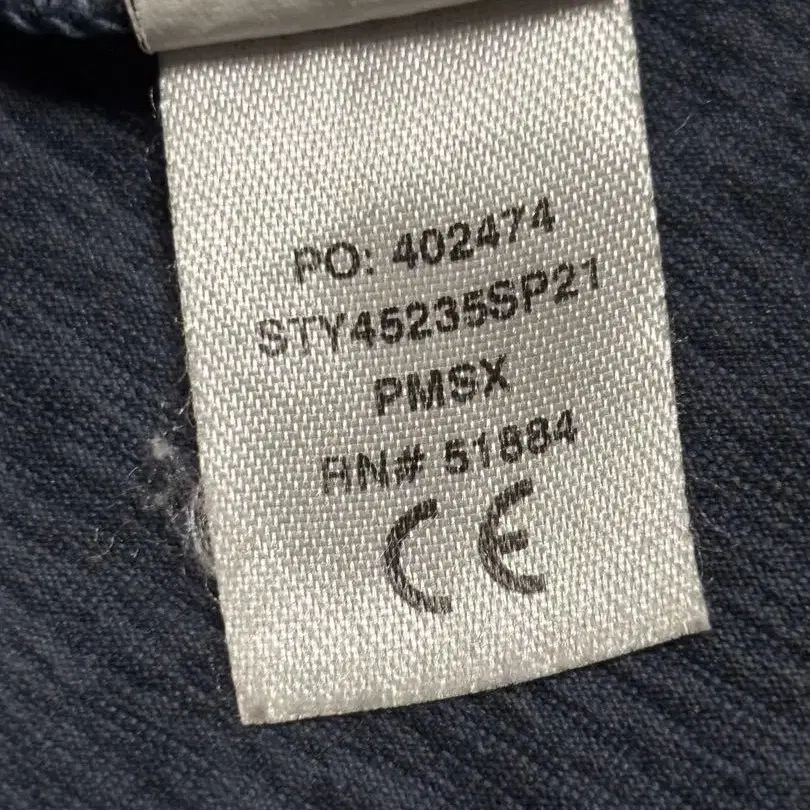 PO: 402474
STY45235SP21
PMSX
RN# 51884
CE